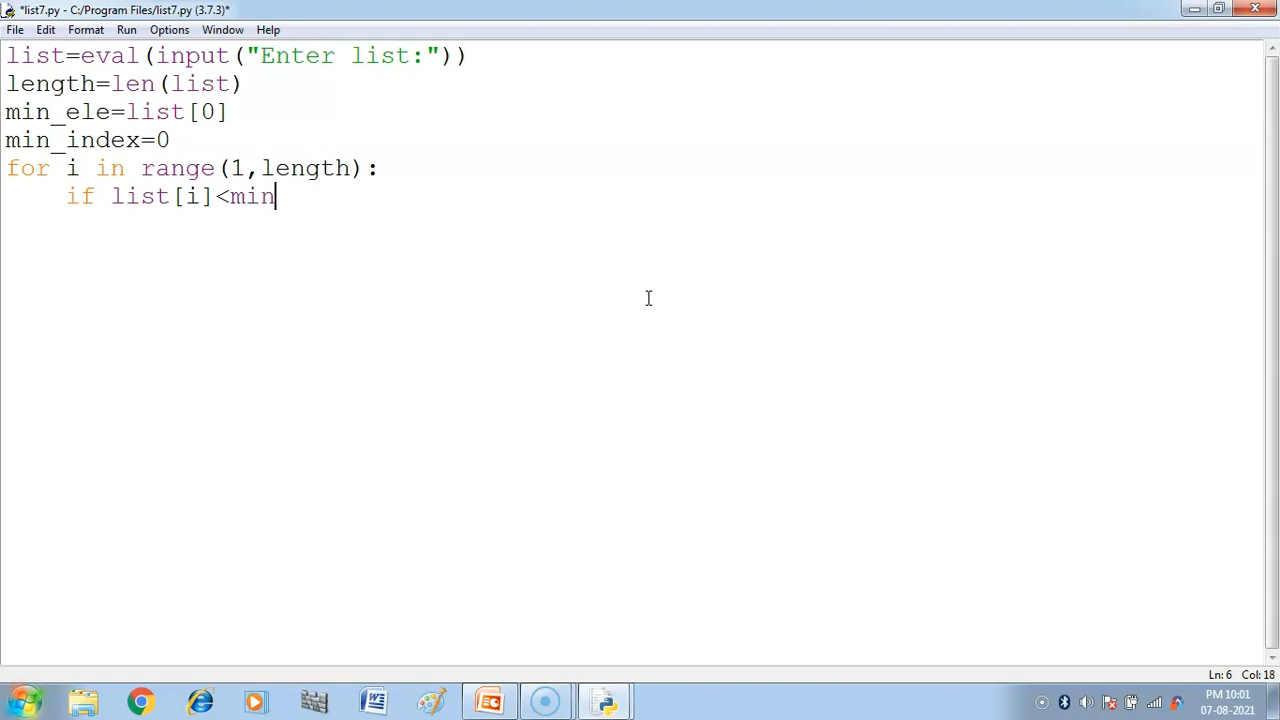 *list7.py - C:/Program Files/list7.py (3.7.3)*
File Edit Format Run Options Window Help
list=eval(input("Enter list:"))
length=len(list)
min_ele=list[0]
min_index=0
for i in range(1,length):
    if list[i]<min
Ln: 6 Col: 18
PM 10:01
07-08-2021